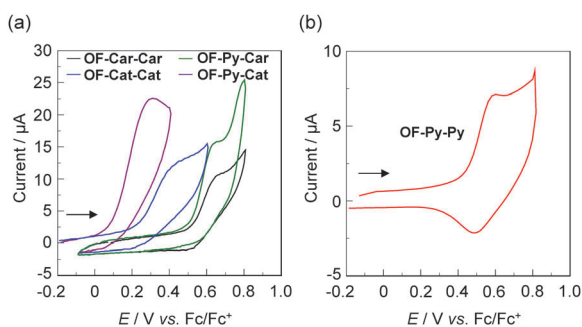 (a)
OF-Car-Car OF-Py-Car
OF-Cat-Cat OF-Py-Cat
30
25
20
15
10
5
0
-5
Current / µA
-0.2 0 0.2 0.4 0.6 0.8 1.0
E / V vs. Fc/Fc⁺
(b)
OF-Py-Py
10
5
0
-5
Current / µA
-0.2 0 0.2 0.4 0.6 0.8 1.0
E / V vs. Fc/Fc⁺